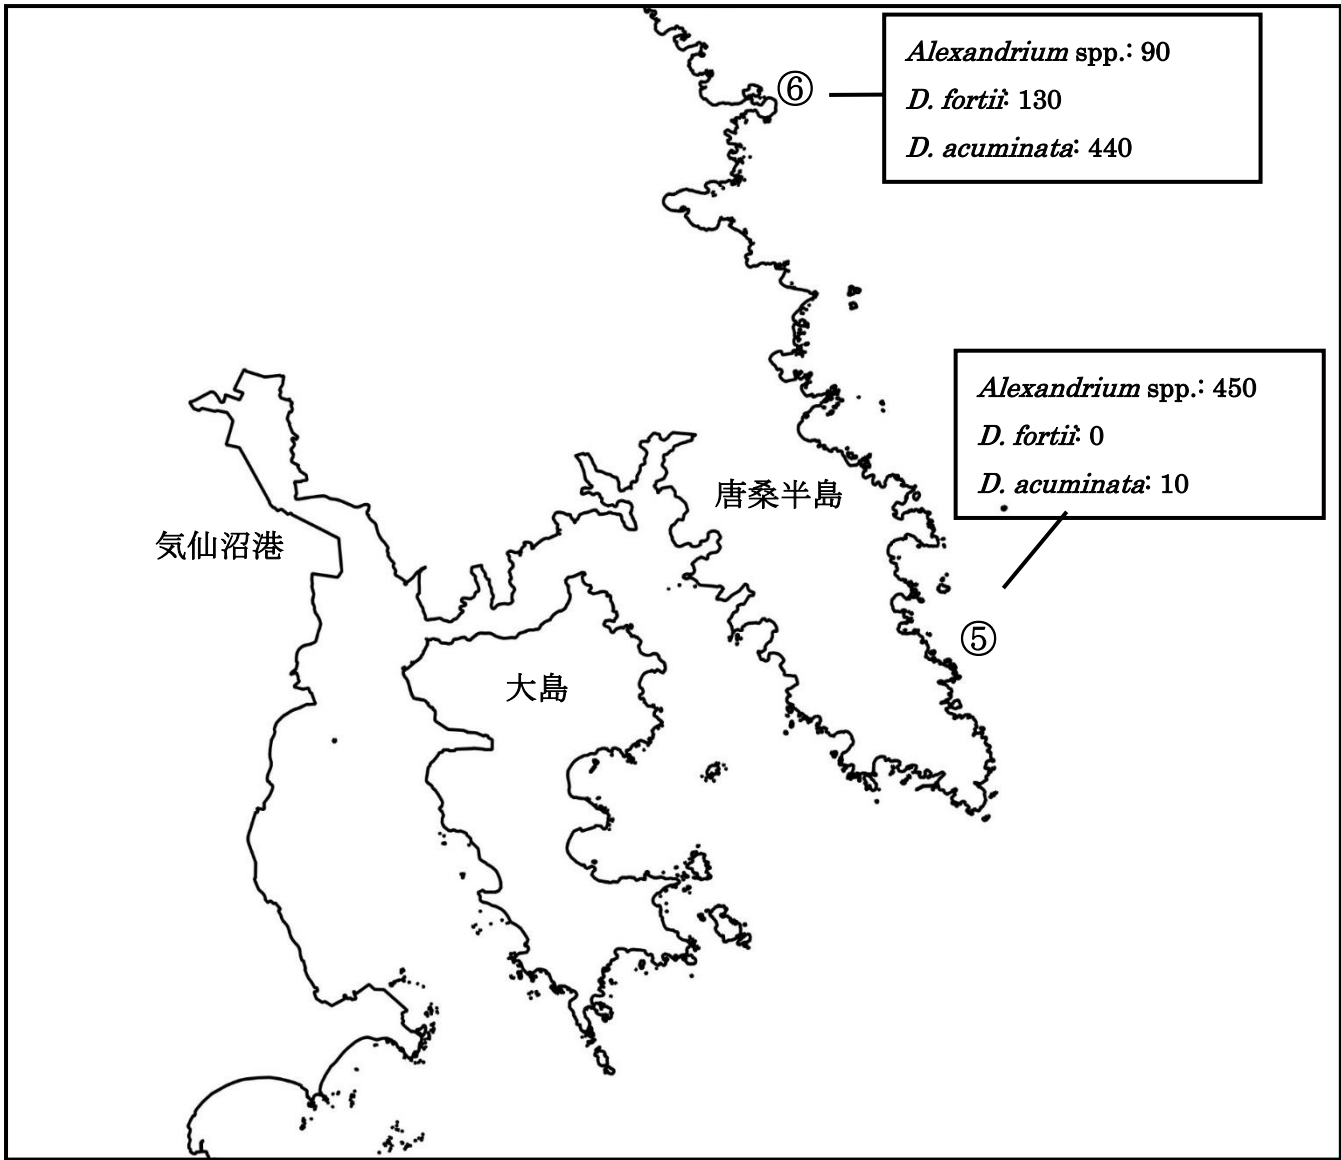 ⑥
Alexandrium spp.: 90
D. fortii: 130
D. acuminata: 440
Alexandrium spp.: 450
D. fortii: 0
D. acuminata: 10
唐桑半島
気仙沼港
⑤
大島